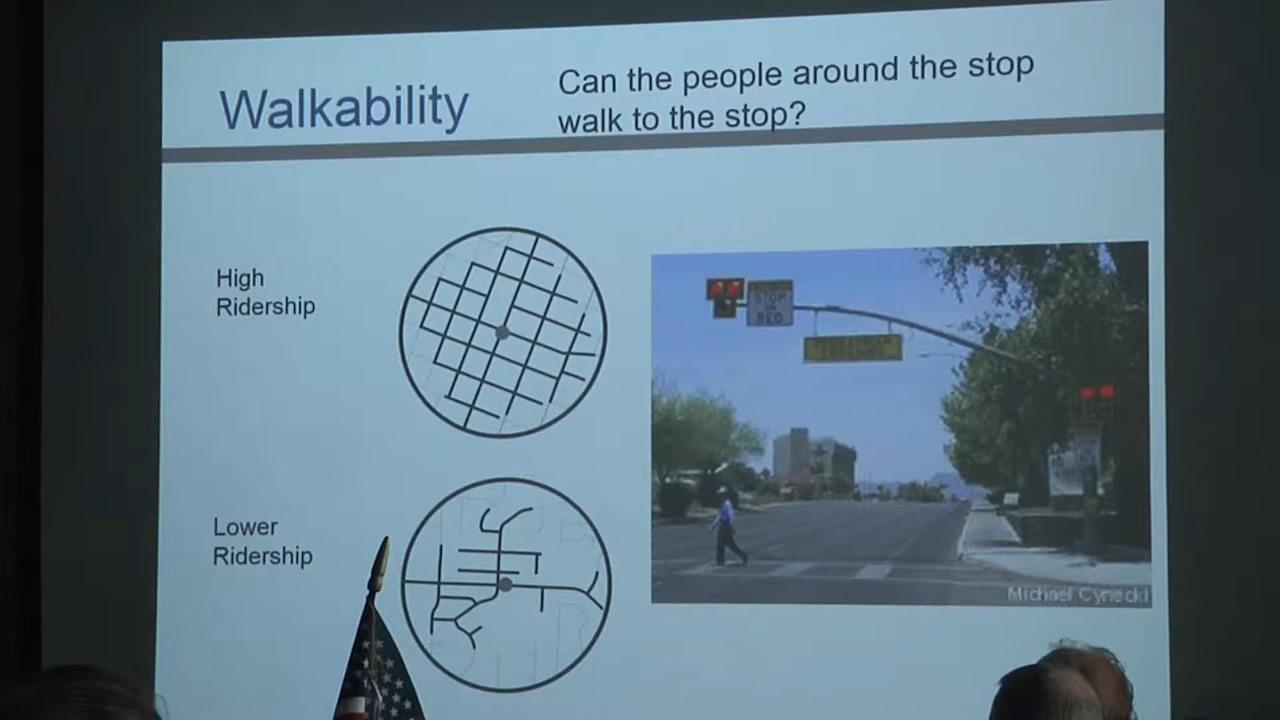 Walkability
Can the people around the stop
walk to the stop?
High
Ridership
STOP
ON
RED
Lower
Ridership
Michael Cynecki